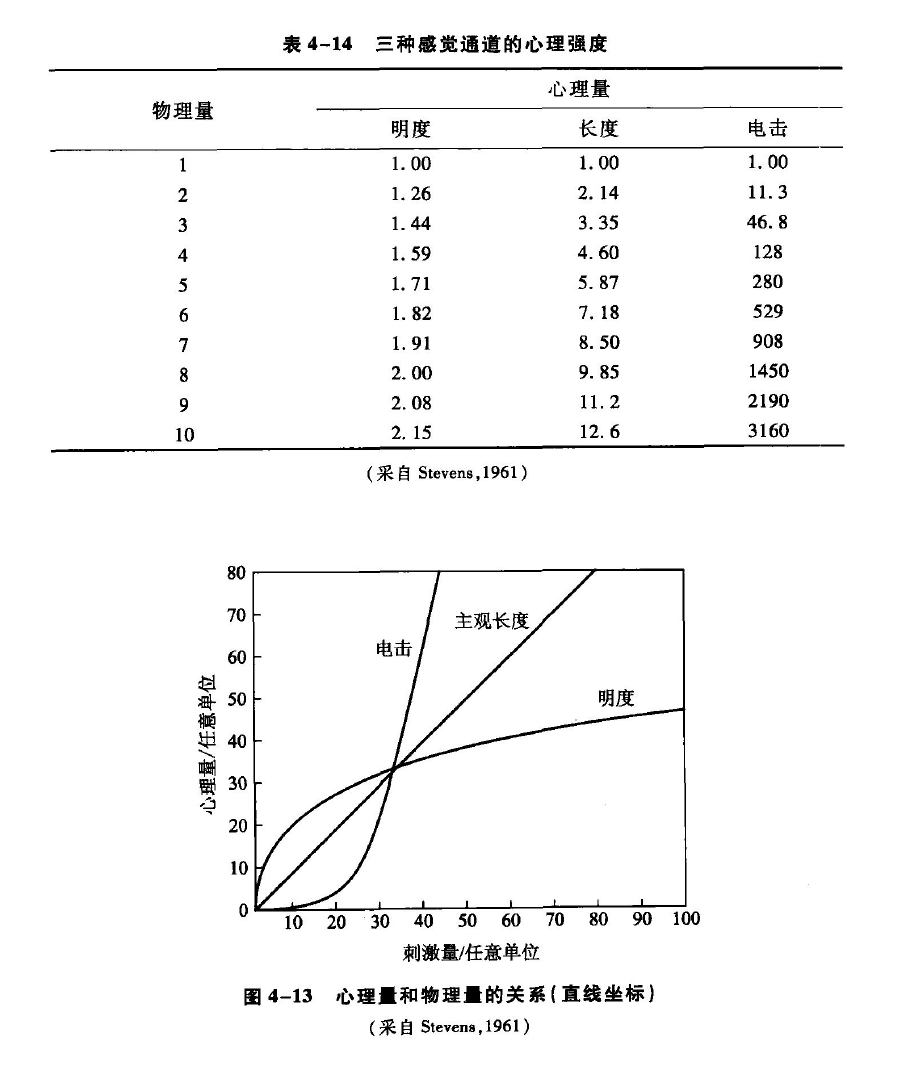 表 4-14 三种感觉通道的心理强度
物理量 心理量
明度 长度 电击
1 1.00 1.00 1.00
2 1.26 2.14 11.3
3 1.44 3.35 46.8
4 1.59 4.60 128
5 1.71 5.87 280
6 1.82 7.18 529
7 1.91 8.50 908
8 2.00 9.85 1450
9 2.08 11.2 2190
10 2.15 12.6 3160
(采自 Stevens,1961)
80
70
60
50
40
30
20
10
0
心理量/任意单位
电击
主观长度
明度
10 20 30 40 50 60 70 80 90 100
刺激量/任意单位
图 4-13 心理量和物理量的关系(直线坐标)
(采自 Stevens,1961)